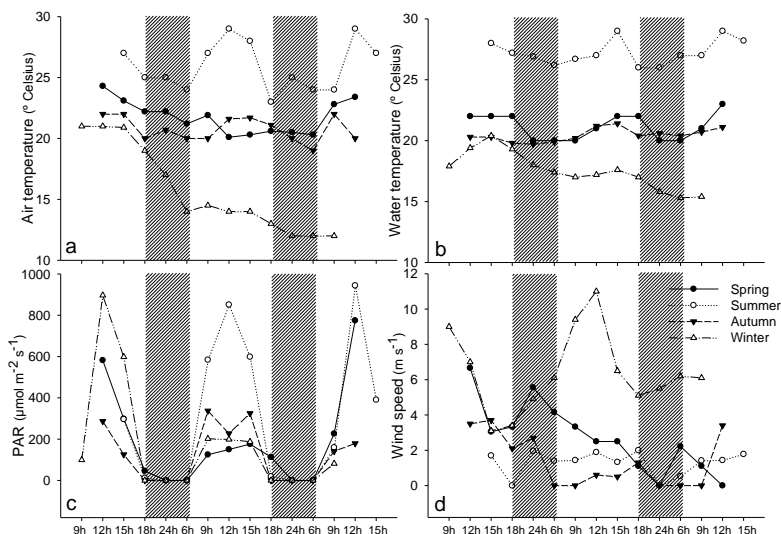 30
25
20
15
10
Air temperature (º Celsius)
a
30
25
20
15
10
Water temperature (º Celsius)
b
1000
800
600
400
200
0
PAR (µmol m-2 s-1)
c
9h 12h 15h 18h 24h 6h 9h 12h 15h 18h 24h 6h 9h 12h 15h
12
10
8
6
4
2
0
Wind speed (m s-1)
d
Spring
Summer
Autumn
Winter
9h 12h 15h 18h 24h 6h 9h 12h 15h 18h 24h 6h 9h 12h 15h